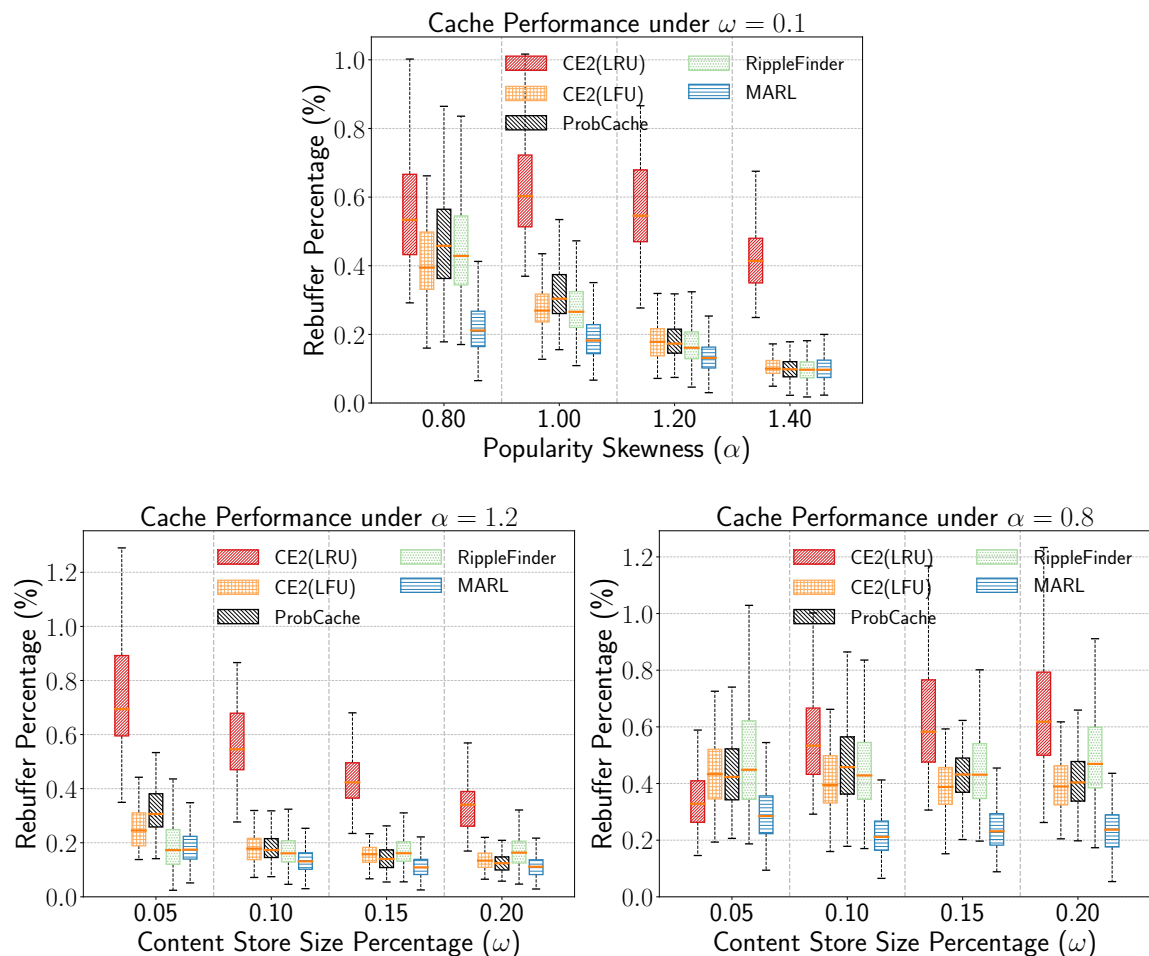 Cache Performance under ω = 0.1
Rebuffer Percentage (%)
1.0
0.8
0.6
0.4
0.2
0.0
CE2(LRU)
CE2(LFU)
ProbCache
RippleFinder
MARL
0.80 1.00 1.20 1.40
Popularity Skewness (α)
Cache Performance under α = 1.2
Rebuffer Percentage (%)
1.2
1.0
0.8
0.6
0.4
0.2
0.0
CE2(LRU)
CE2(LFU)
ProbCache
RippleFinder
MARL
0.05 0.10 0.15 0.20
Content Store Size Percentage (ω)
Cache Performance under α = 0.8
Rebuffer Percentage (%)
1.2
1.0
0.8
0.6
0.4
0.2
0.0
CE2(LRU)
CE2(LFU)
ProbCache
RippleFinder
MARL
0.05 0.10 0.15 0.20
Content Store Size Percentage (ω)